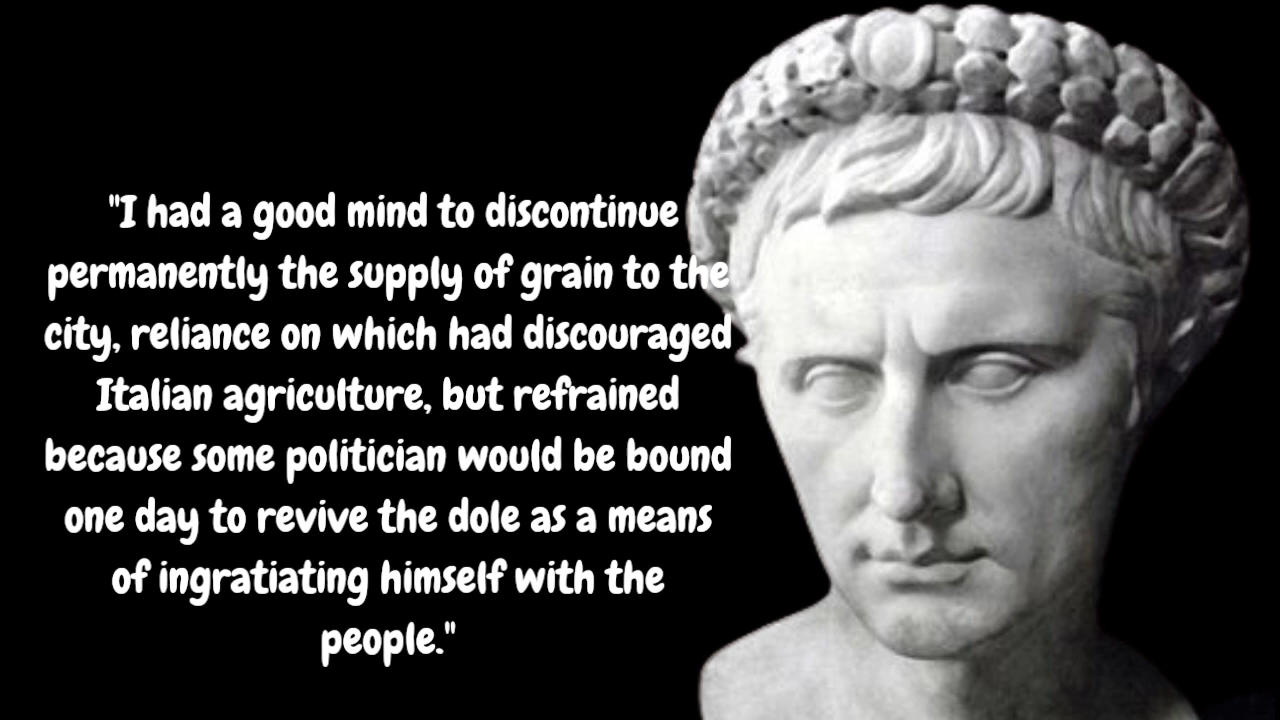 "I had a good mind to discontinue
permanently the supply of grain to the
city, reliance on which had discouraged
Italian agriculture, but refrained
because some politician would be bound
one day to revive the dole as a means
of ingratiating himself with the
people."